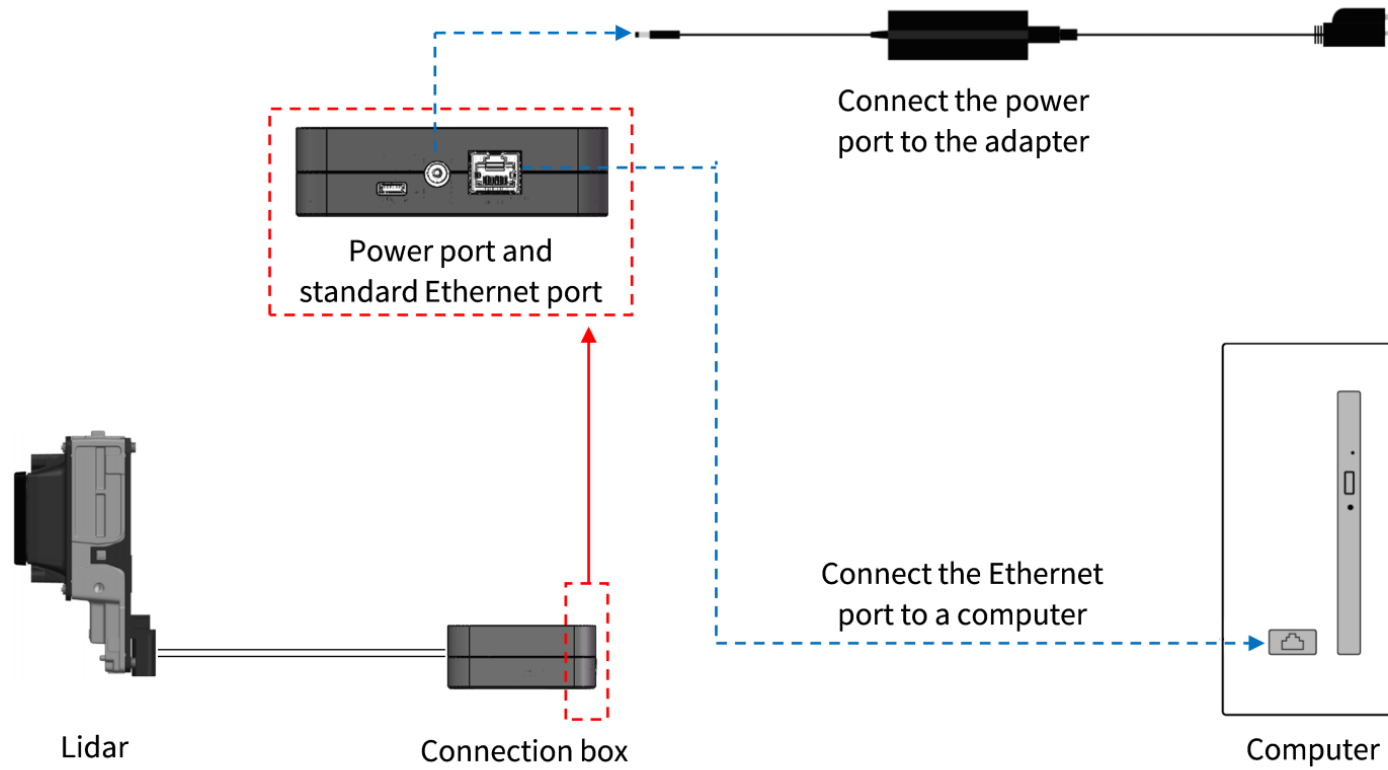 Connect the power
port to the adapter
Power port and
standard Ethernet port
Connect the Ethernet
port to a computer
Lidar
Connection box
Computer